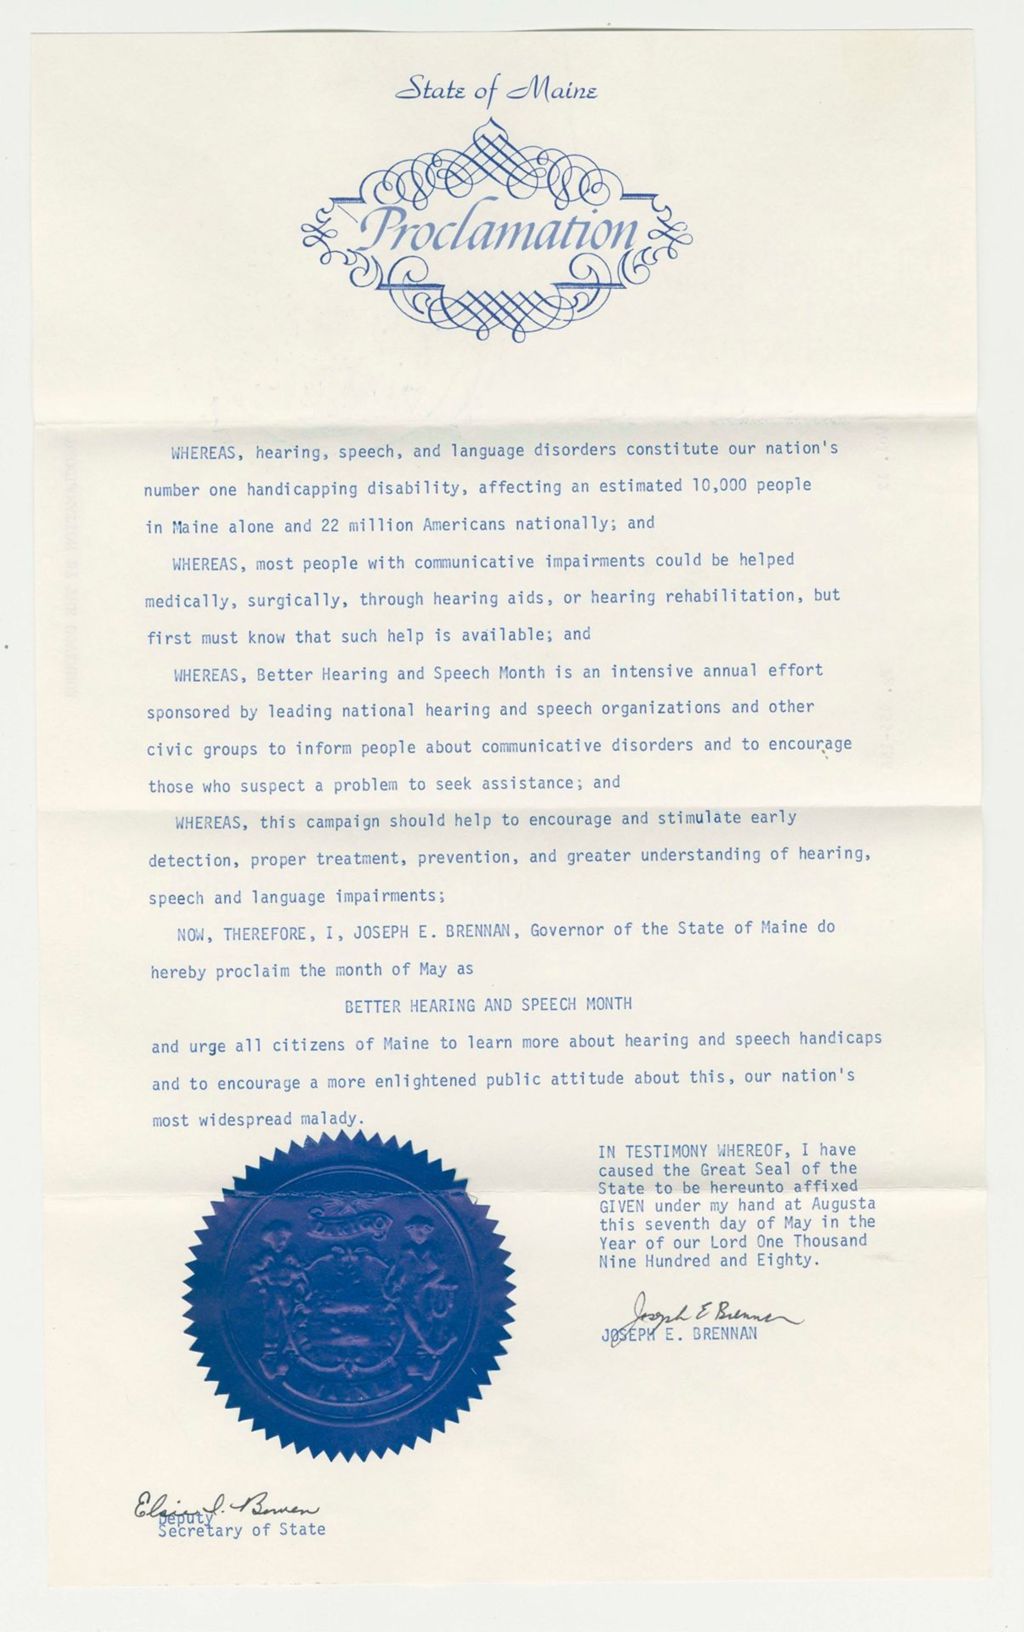 State of Maine
Proclamation
WHEREAS, hearing, speech, and language disorders constitute our nation's
number one handicapping disability, affecting an estimated 10,000 people
in Maine alone and 22 million Americans nationally; and
WHEREAS, most people with communicative impairments could be helped
medically, surgically, through hearing aids, or hearing rehabilitation, but
first must know that such help is available; and
WHEREAS, Better Hearing and Speech Month is an intensive annual effort
sponsored by leading national hearing and speech organizations and other
civic groups to inform people about communicative disorders and to encourage
those who suspect a problem to seek assistance; and
WHEREAS, this campaign should help to encourage and stimulate early
detection, proper treatment, prevention, and greater understanding of hearing,
speech and language impairments;
NOW, THEREFORE, I, JOSEPH E. BRENNAN, Governor of the State of Maine do
hereby proclaim the month of May as
BETTER HEARING AND SPEECH MONTH
and urge all citizens of Maine to learn more about hearing and speech handicaps
and to encourage a more enlightened public attitude about this, our nation's
most widespread malady.
IN TESTIMONY WHEREOF, I have
caused the Great Seal of the
State to be hereunto affixed
GIVEN under my hand at Augusta
this seventh day of May in the
Year of our Lord One Thousand
Nine Hundred and Eighty.
Joseph E Brennan
JOSEPH E. BRENNAN
Dirigo
MAINE
Elsie I. Bowen
Deputy
Secretary of State